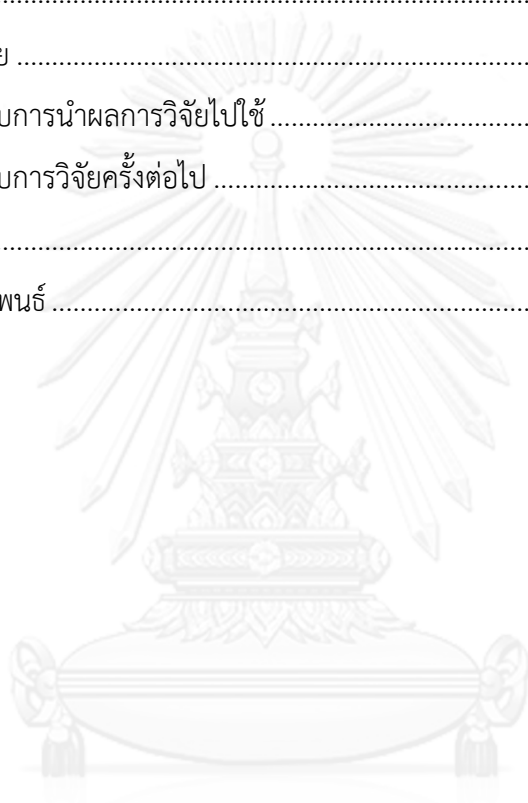 ....................................................................................
ย ....................................................................................
บการนำผลการวิจัยไปใช้ ..........................................
บการวิจัยครั้งต่อไป ....................................................
....................................................................................
พนธ์ ................................................................................